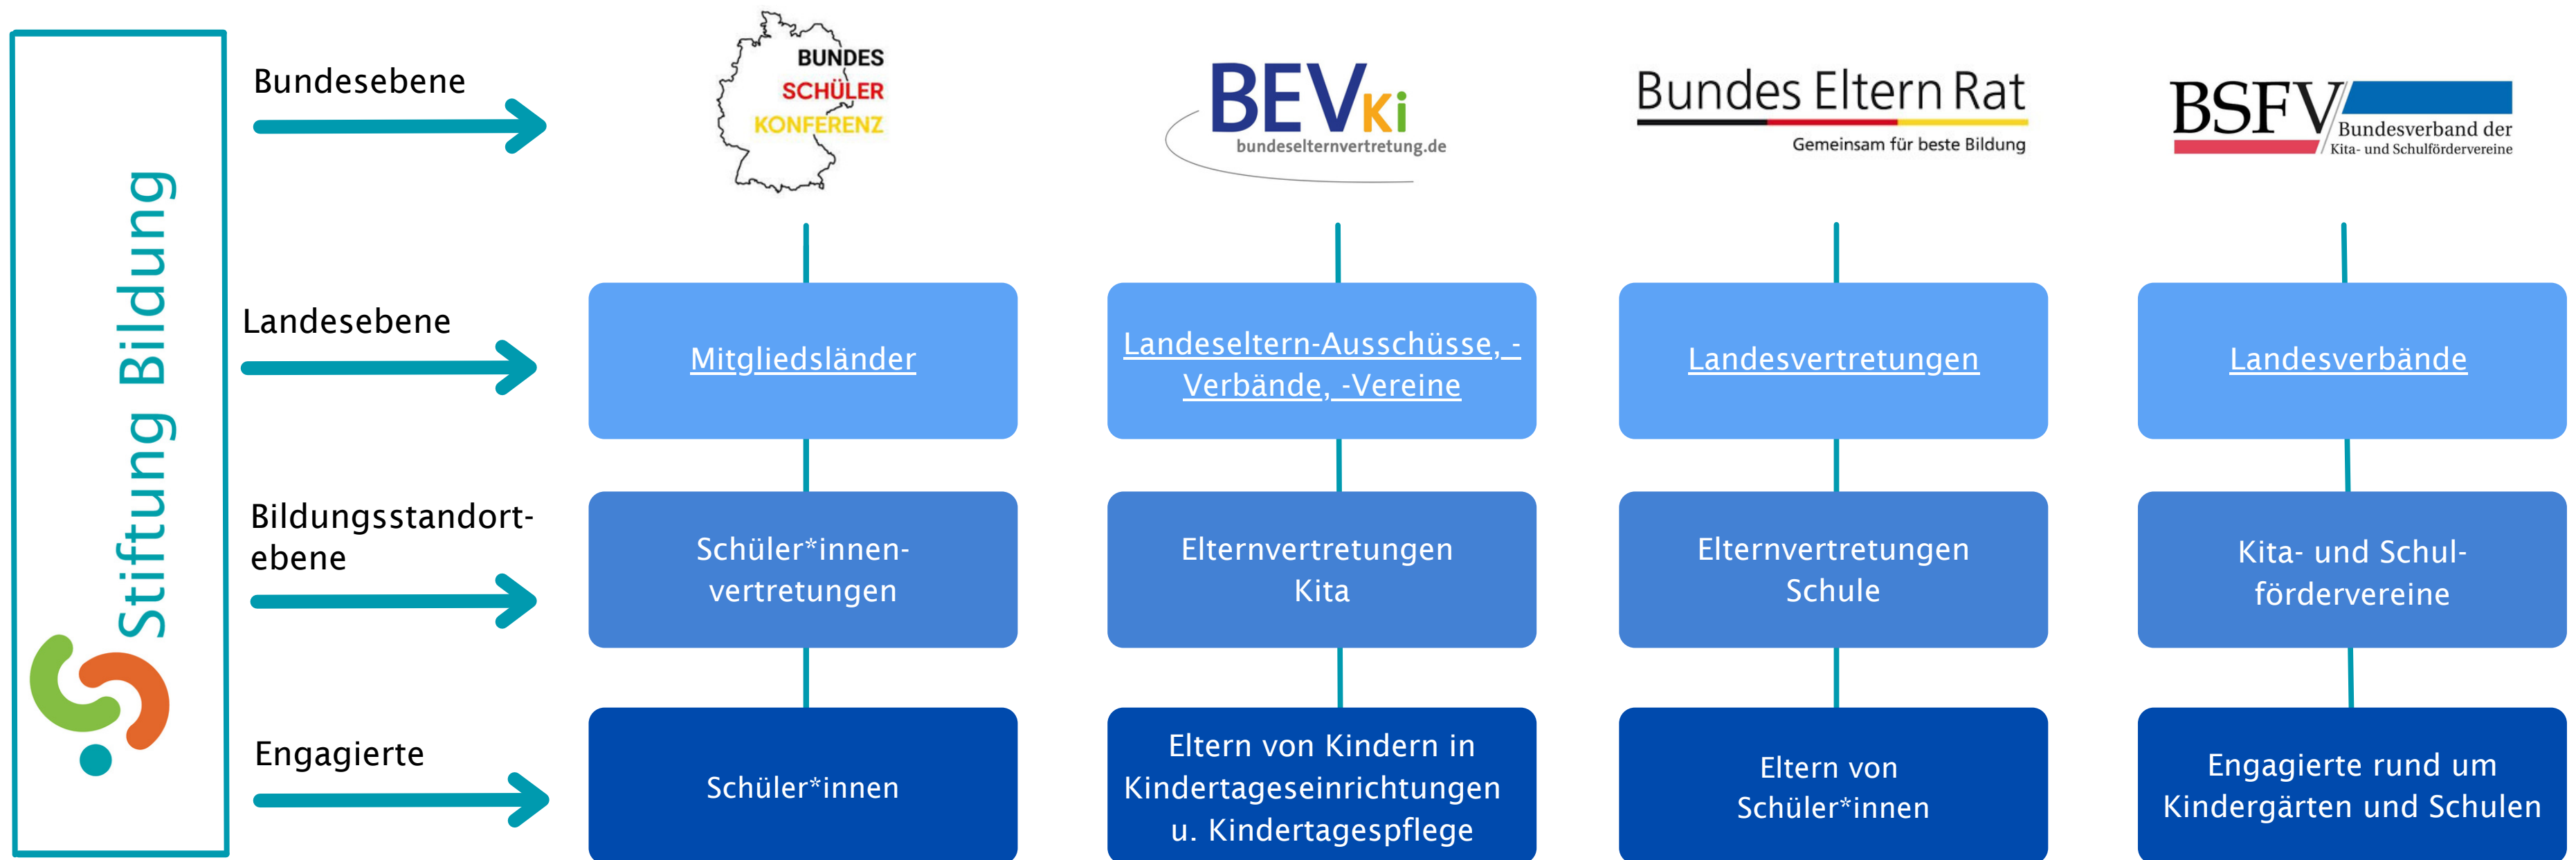 Stiftung Bildung
Bundesebene
BUNDES
SCHÜLER
KONFERENZ
BEVKi
bundeselternvertretung.de
Bundes Eltern Rat
Gemeinsam für beste Bildung
BSFV
Bundesverband der
Kita- und Schulfördervereine
Landesebene
Mitgliedsländer
Landeseltern-Ausschüsse, -
Verbände, -Vereine
Landesvertretungen
Landesverbände
Bildungsstandort-
ebene
Schüler*innen-
vertretungen
Elternvertretungen
Kita
Elternvertretungen
Schule
Kita- und Schul-
fördervereine
Engagierte
Schüler*innen
Eltern von Kindern in
Kindertageseinrichtungen
u. Kindertagespflege
Eltern von
Schüler*innen
Engagierte rund um
Kindergärten und Schulen